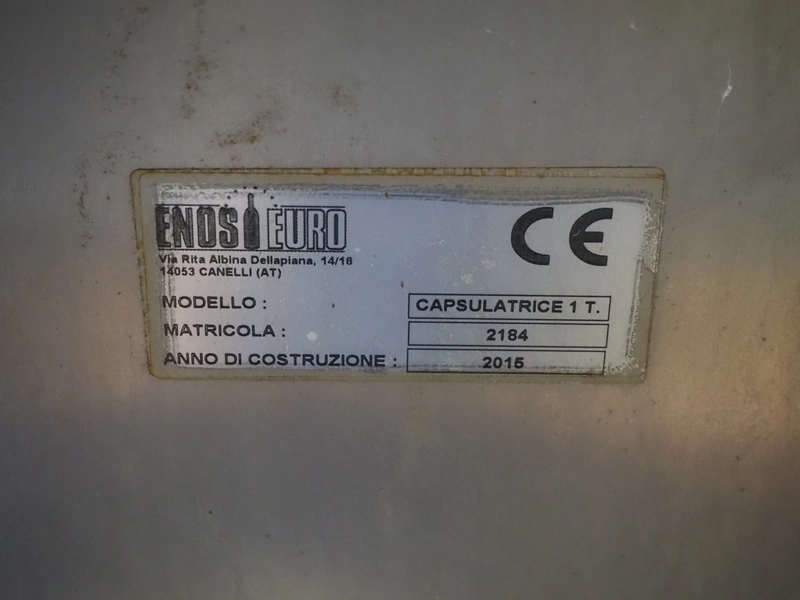 ENOS EURO
Via Rita Albina Dellapiana, 14/16
14053 CANELLI (AT)
CE
MODELLO : CAPSULATRICE 1 T.
MATRICOLA : 2184
ANNO DI COSTRUZIONE : 2015